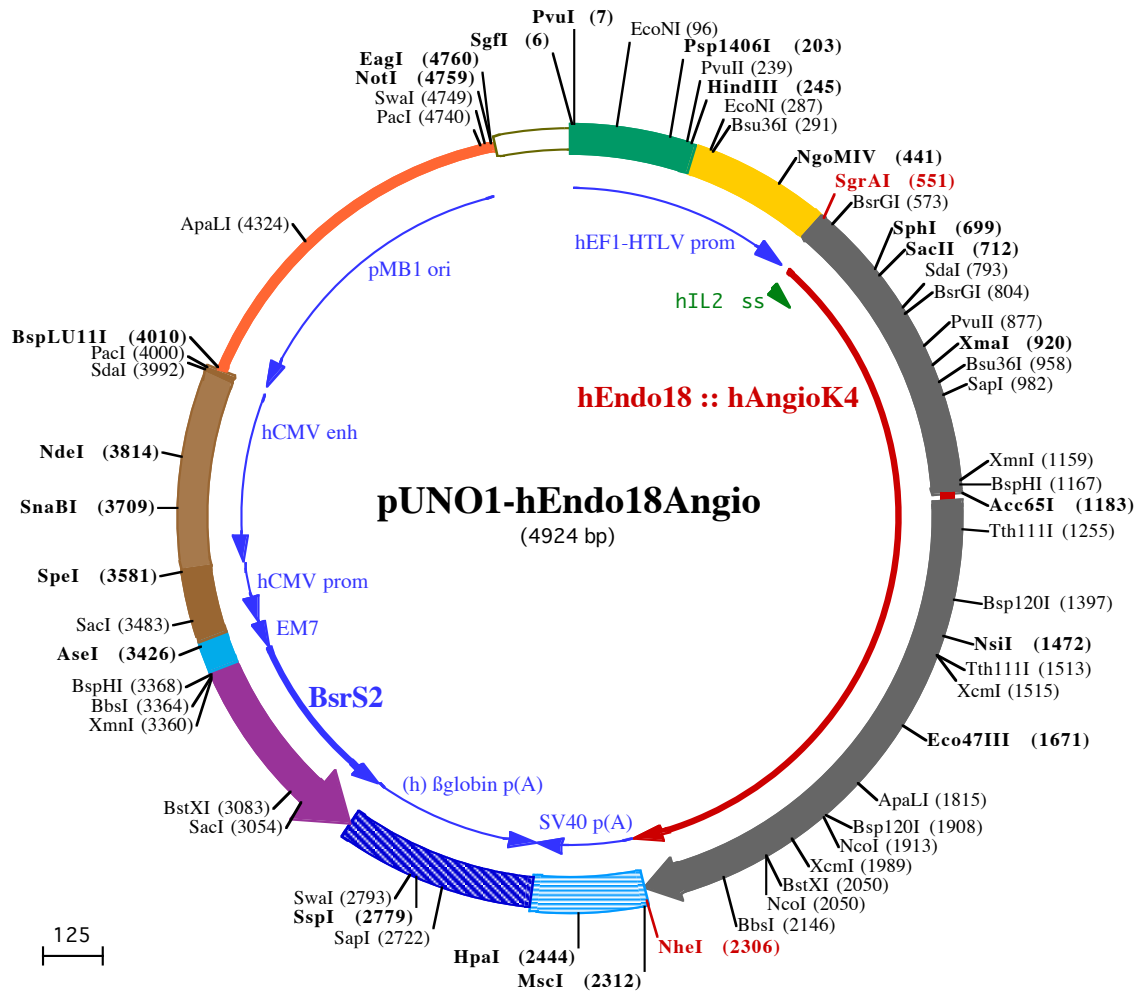 PvuI (7)
SgfI (6)
EcoNI (96)
Psp1406I (203)
PvuII (239)
HindIII (245)
EcoNI (287)
Bsu36I (291)
NgoMIV (441)
SgrAI (551)
BsrGI (573)
SphI (699)
SacII (712)
SdaI (793)
BsrGI (804)
PvuII (877)
XmaI (920)
Bsu36I (958)
SapI (982)
XmnI (1159)
BspHI (1167)
Acc65I (1183)
Tth111I (1255)
Bsp120I (1397)
NsiI (1472)
Tth111I (1513)
XcmI (1515)
Eco47III (1671)
ApaLI (1815)
Bsp120I (1908)
NcoI (1913)
XcmI (1989)
BstXI (2050)
NcoI (2050)
BbsI (2146)
NheI (2306)
MscI (2312)
HpaI (2444)
SapI (2722)
SspI (2779)
SwaI (2793)
SacI (3054)
BstXI (3083)
XmnI (3360)
BbsI (3364)
BspHI (3368)
AseI (3426)
SacI (3483)
SpeI (3581)
SnaBI (3709)
NdeI (3814)
SdaI (3992)
PacI (4000)
BspLU11I (4010)
ApaLI (4324)
PacI (4740)
SwaI (4749)
NotI (4759)
EagI (4760)
hEF1-HTLV prom
pMB1 ori
hIL2 ss
hEndo18 :: hAngioK4
hCMV enh
pUNO1-hEndo18Angio
(4924 bp)
hCMV prom
EM7
BsrS2
(h) ßglobin p(A)
SV40 p(A)
125